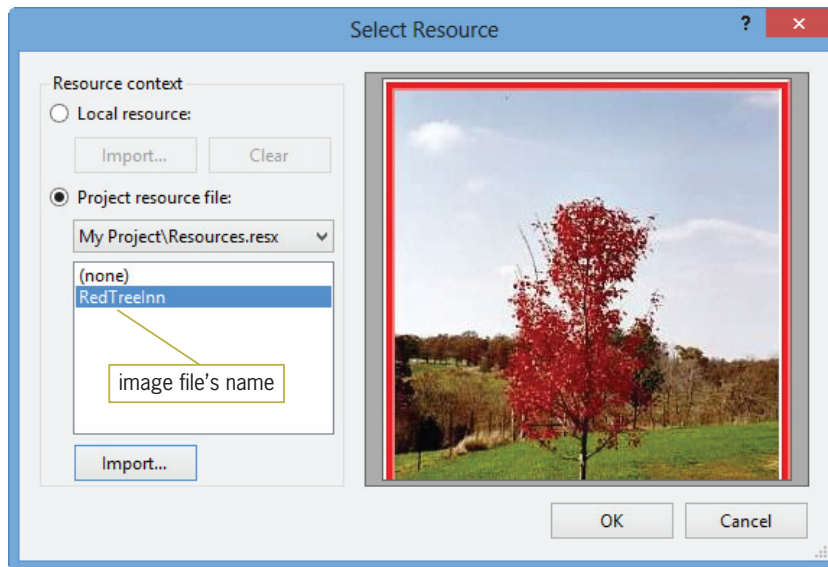 Select Resource
? ×
Resource context
Local resource:
Import... Clear
Project resource file:
My Project\Resources.resx
(none)
RedTreeInn
image file's name
Import...
OK Cancel